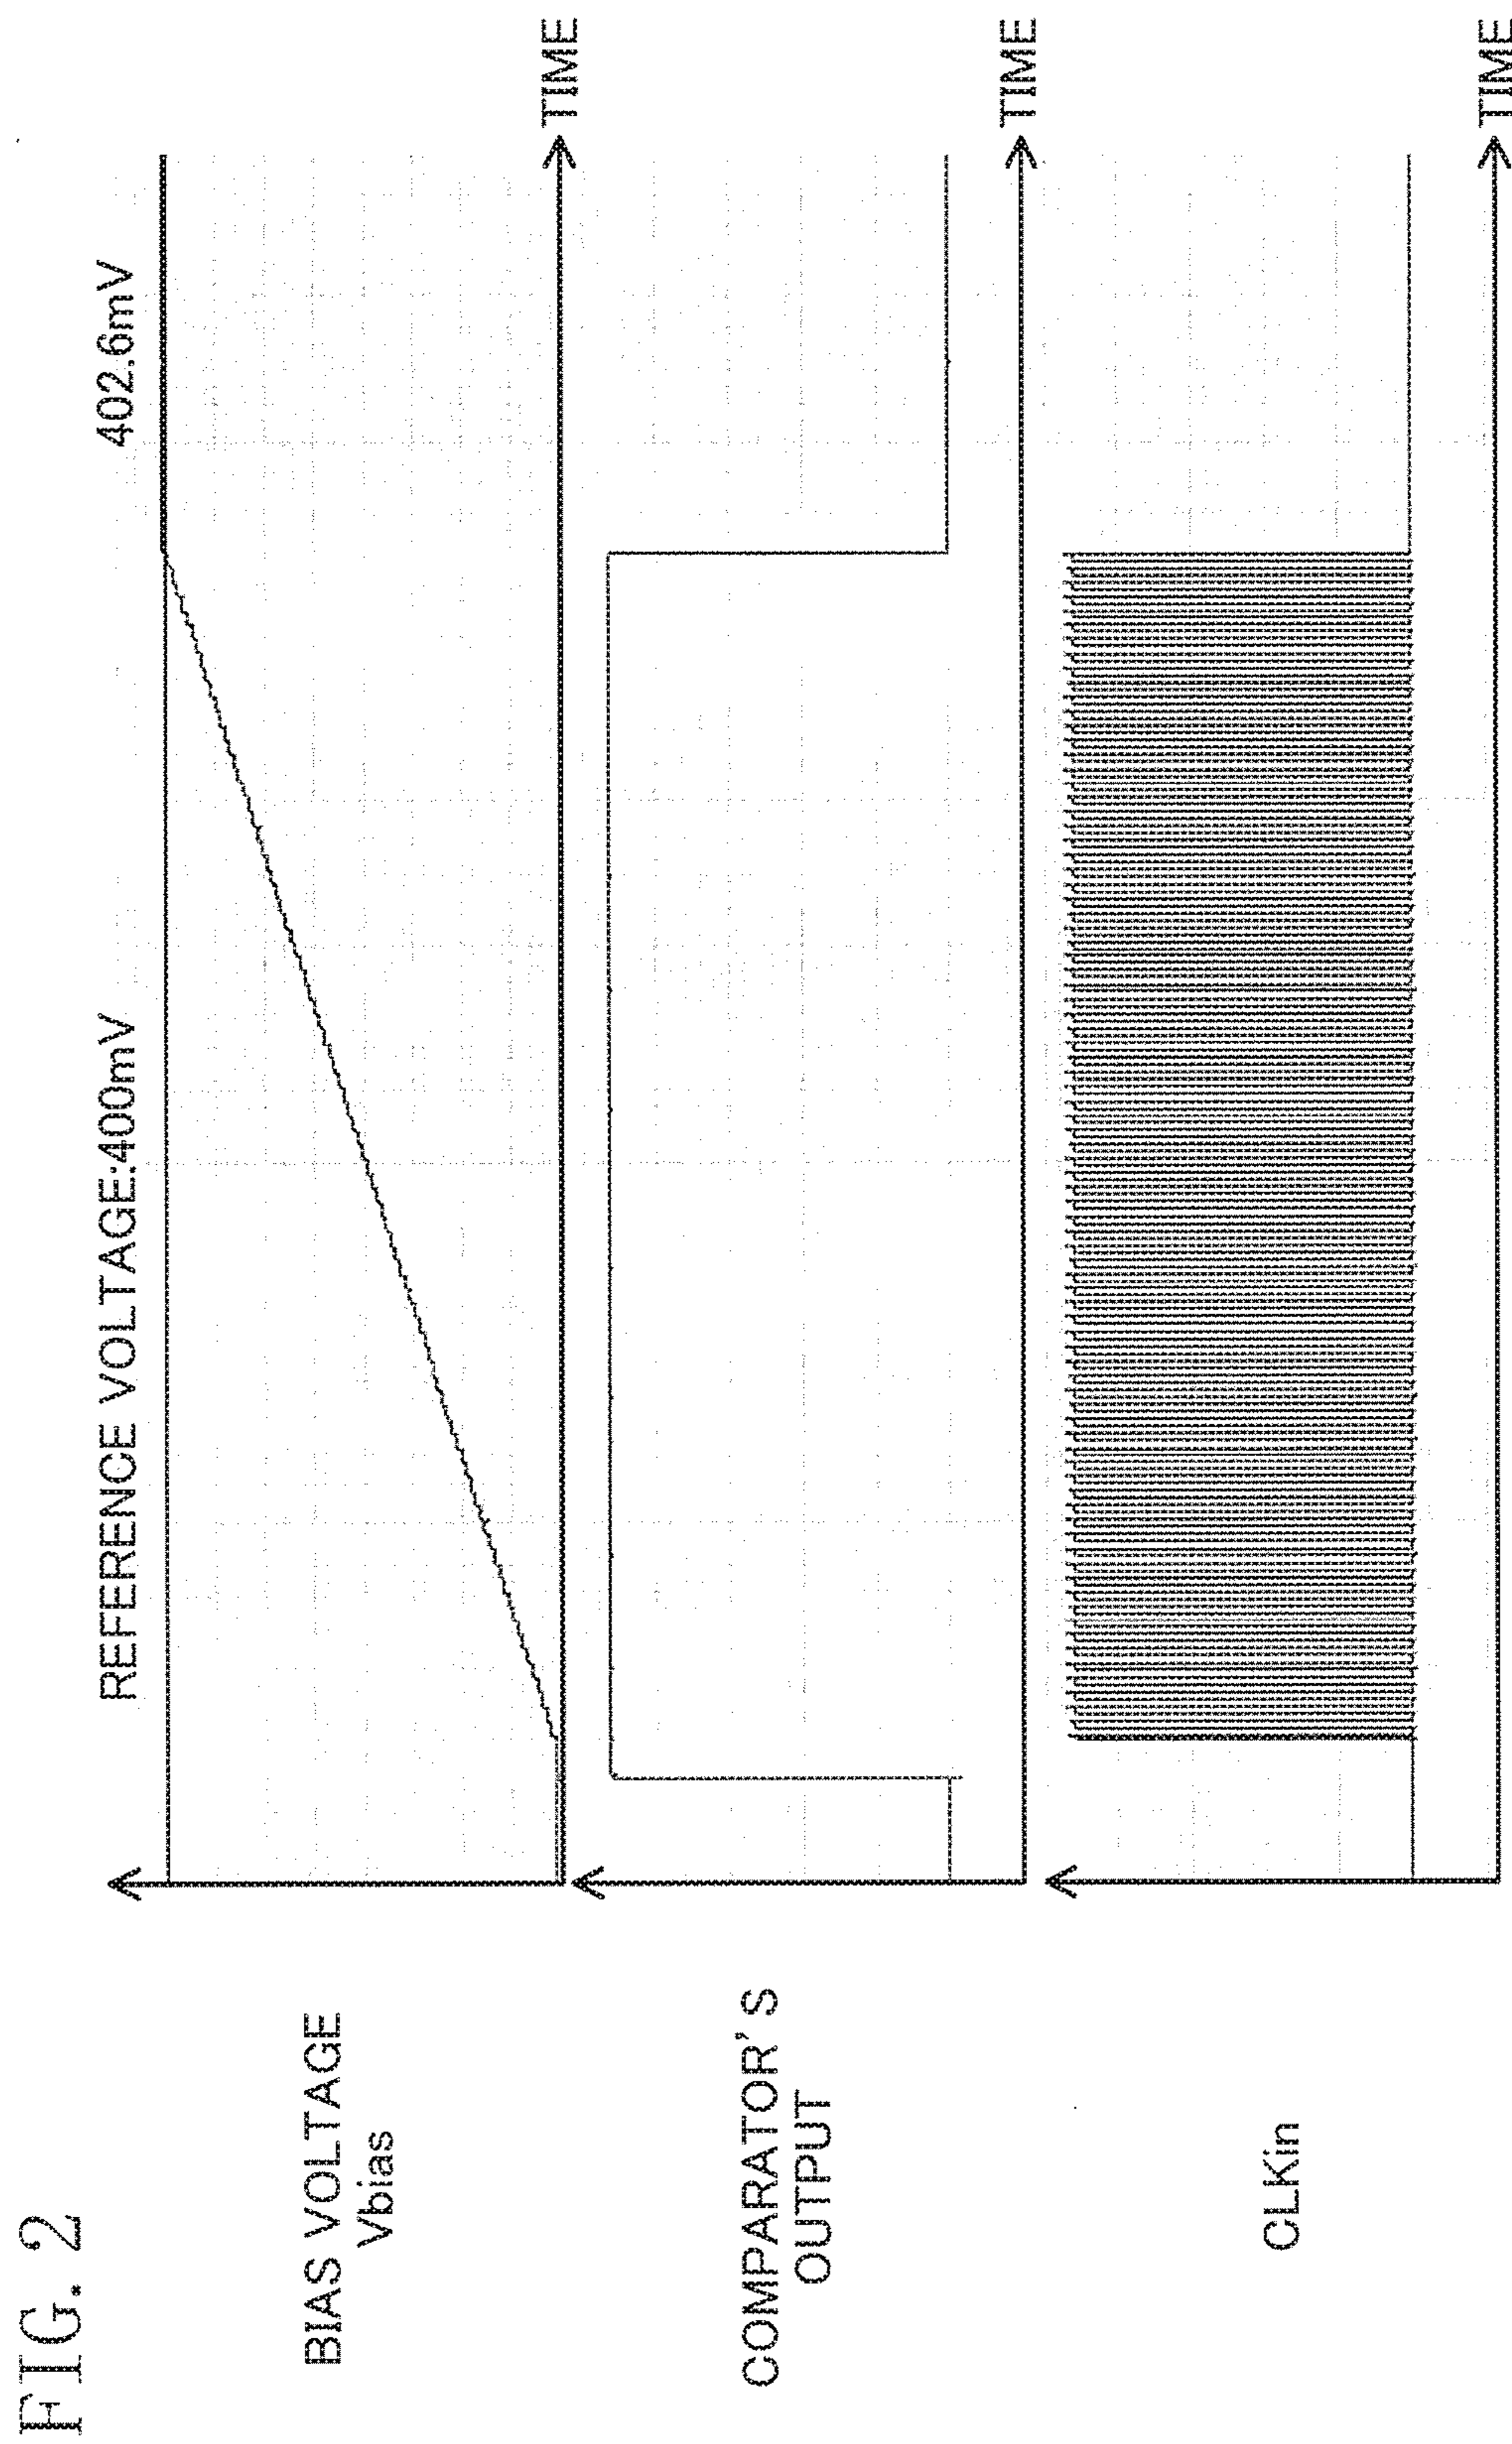 FIG. 2
REFERENCE VOLTAGE:400mV
402.6mV
BIAS VOLTAGE
Vbias
TIME
COMPARATOR' S
OUTPUT
TIME
CLKin
TIME